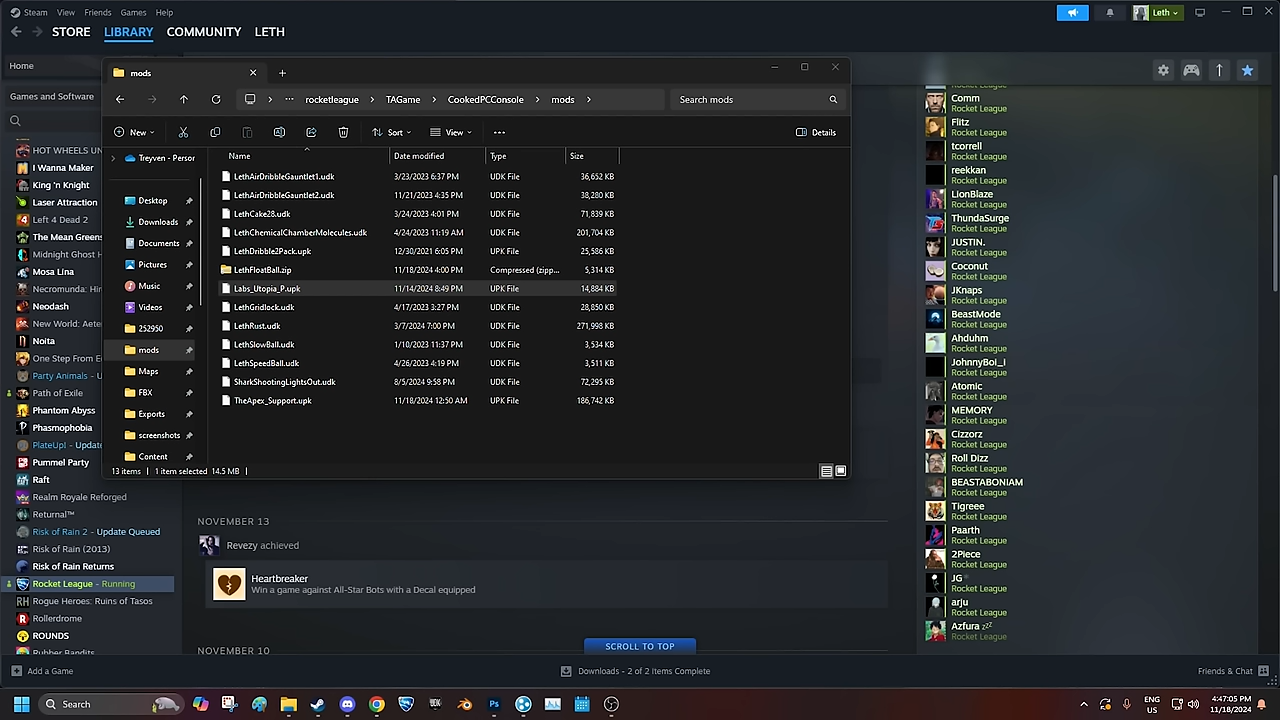 Steam View Friends Games Help
Leth
STORE LIBRARY COMMUNITY LETH
Home
mods
Games and Software
rocketleague TAGame CookedPCConsole mods
Search mods
New Sort View Details
Name Date modified Type Size
LethAirDribbleGauntlet1.udk 3/23/2023 6:37 PM UDK File 36,652 KB
LethAirDribbleGauntlet2.udk 11/21/2023 4:35 PM UDK File 38,280 KB
LethCake28.udk 3/24/2023 4:01 PM UDK File 71,839 KB
LethChemicalChamberMolecules.udk 4/24/2023 11:19 AM UDK File 201,704 KB
LethDribble2Pack.upk 12/30/2021 6:05 PM UPK File 25,586 KB
LethFloatBall.zip 11/18/2024 4:00 PM Compressed (zipp... 5,314 KB
Labs_Utopia_P.upk 11/14/2024 8:49 PM UPK File 14,884 KB
LethGridlock.udk 4/17/2023 3:27 PM UDK File 28,850 KB
LethRust.udk 3/7/2024 7:00 PM UDK File 271,998 KB
LethSlowBall.udk 1/10/2023 11:37 PM UDK File 3,534 KB
LethSpeedBall.udk 4/26/2023 4:19 PM UDK File 3,511 KB
SharkShootingLightsOut.udk 8/5/2024 9:58 PM UDK File 72,295 KB
TheApex_Support.upk 11/18/2024 12:50 AM UPK File 186,742 KB
Treyven - Person
Desktop
Downloads
Documents
Pictures
Music
Videos
252950
mods
Maps
FBX
Exports
screenshots
Content
13 items 1 item selected 14.5 MB
HOT WHEELS UN
I Wanna Maker
King 'n Knight
Laser Attraction
Left 4 Dead 2
The Mean Greens
Midnight Ghost H
Mosa Lina
Necromunda: Hir
Neodash
New World: Aete
Noita
One Step From E
Party Animals - U
Path of Exile
Phantom Abyss
Phasmophobia
PlateUp! - Update
Pummel Party
Raft
Realm Royale Reforged
Returnal™
Risk of Rain 2 - Update Queued
Risk of Rain (2013)
Risk of Rain Returns
Rocket League - Running
Rogue Heroes: Ruins of Tasos
Rollerdrome
ROUNDS
Rubber Bandits
NOVEMBER 13
Revezy achieved
Heartbreaker
Win a game against All-Star Bots with a Decal equipped
NOVEMBER 10
SCROLL TO TOP
Rocket League
Comm
Rocket League
Flitz
Rocket League
tcorrell
Rocket League
reekkan
Rocket League
LionBlaze
Rocket League
ThundaSurge
Rocket League
JUSTIN.
Rocket League
Coconut
Rocket League
JKnaps
Rocket League
BeastMode
Rocket League
Ahduhm
Rocket League
JohnnyBoi_i
Rocket League
Atomic
Rocket League
MEMORY
Rocket League
Cizzorz
Rocket League
Roll Dizz
Rocket League
BEASTABONIAM
Rocket League
Tigreee
Rocket League
Paarth
Rocket League
2Piece
Rocket League
JG
Rocket League
arju
Rocket League
Azfura zzZ
Rocket League
Add a Game
Downloads - 2 of 2 Items Complete
Friends & Chat
Search
ENG
US
4:47:05 PM
11/18/2024